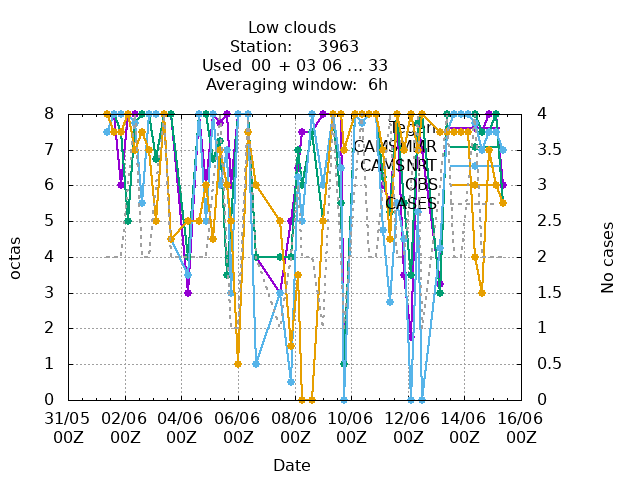 Low clouds
Station: 3963
Used 00 + 03 06 ... 33
Averaging window: 6h
octas
No cases
8
7
6
5
4
3
2
1
0
4
3.5
3
2.5
2
1.5
1
0.5
0
Tegen
CAMSNRT
OBS
CASES
31/05 02/06 04/06 06/06 08/06 10/06 12/06 14/06 16/06
00Z 00Z 00Z 00Z 00Z 00Z 00Z 00Z 00Z
Date